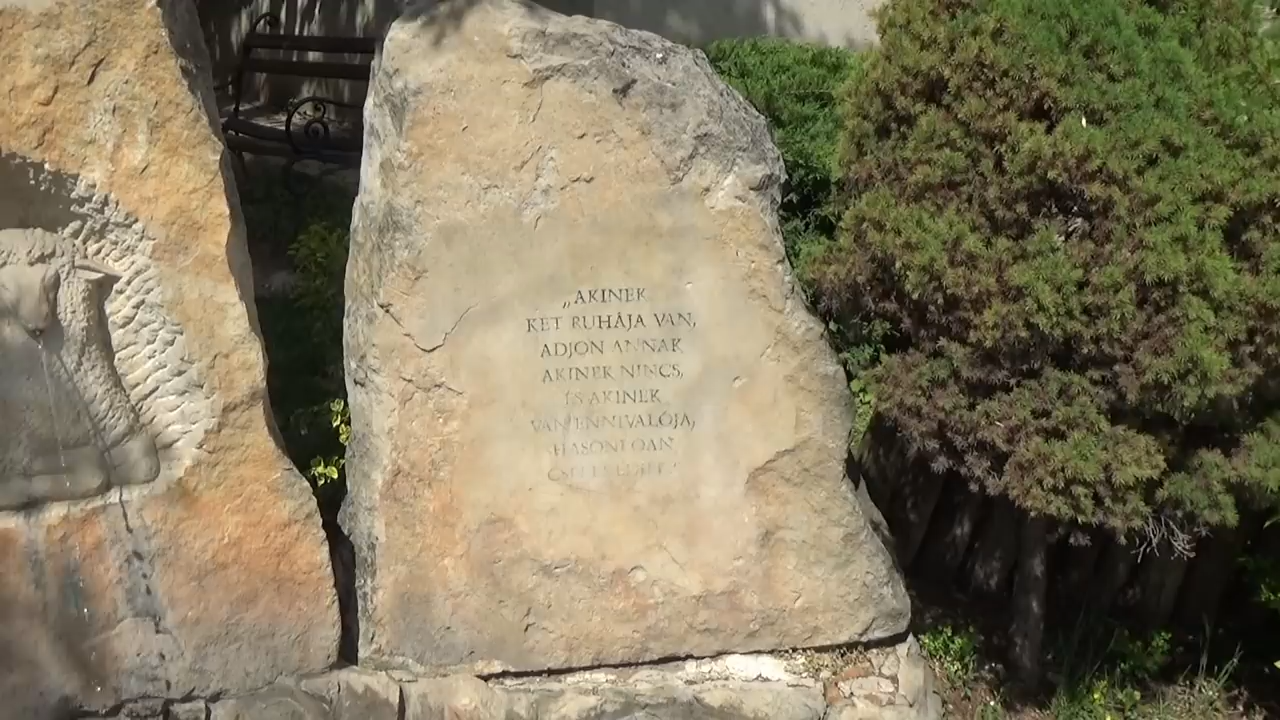 „AKINEK
KÉT RUHÁJA VAN,
ADJON ANNAK
AKINEK NINCS,
ÉS AKINEK
VAN ENNIVALÓJA,
HASONLÓAN